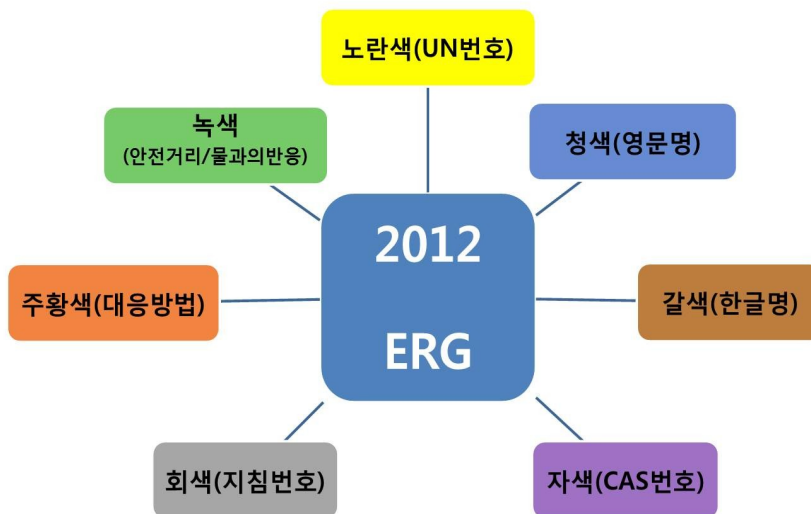 노란색(UN번호)
녹색
(안전거리/물과의반응)
청색(영문명)
2012
ERG
주황색(대응방법)
갈색(한글명)
회색(지침번호)
자색(CAS번호)